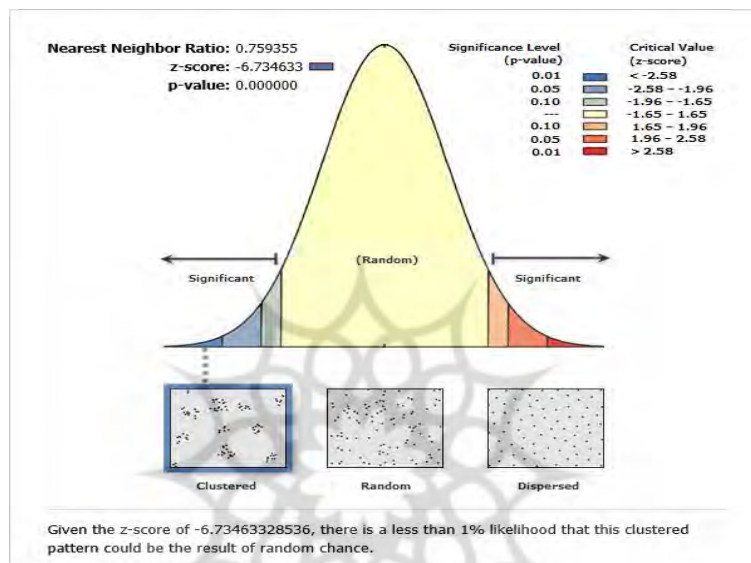 Nearest Neighbor Ratio: 0.759355
z-score: -6.734633
p-value: 0.000000
Significance Level
(p-value)
Critical Value
(z-score)
0.01 < -2.58
0.05 -2.58 – -1.96
0.10 -1.96 – -1.65
--- -1.65 – 1.65
0.10 1.65 – 1.96
0.05 1.96 – 2.58
0.01 > 2.58
(Random)
Significant
Significant
Clustered
Random
Dispersed
Given the z-score of -6.73463328536, there is a less than 1% likelihood that this clustered
pattern could be the result of random chance.